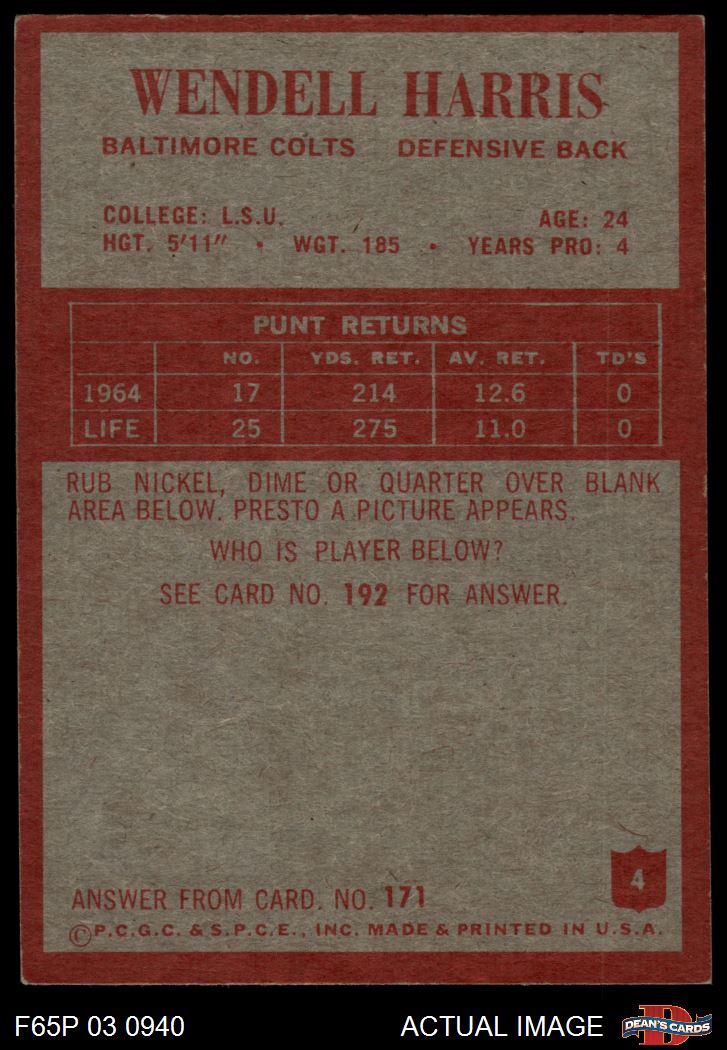 WENDELL HARRIS
BALTIMORE COLTS DEFENSIVE BACK
COLLEGE: L.S.U. AGE: 24
HGT. 5'11" • WGT. 185 • YEARS PRO: 4
PUNT RETURNS
NO. YDS. RET. AV. RET. TD'S
1964 17 214 12.6 0
LIFE 25 275 11.0 0
RUB NICKEL, DIME OR QUARTER OVER BLANK
AREA BELOW. PRESTO A PICTURE APPEARS.
WHO IS PLAYER BELOW?
SEE CARD NO. 192 FOR ANSWER.
4
ANSWER FROM CARD. NO. 171
©P.C.G.C. & S.P.C.E., INC. MADE & PRINTED IN U.S.A.
F65P 03 0940 ACTUAL IMAGE D DEAN'S CARDS